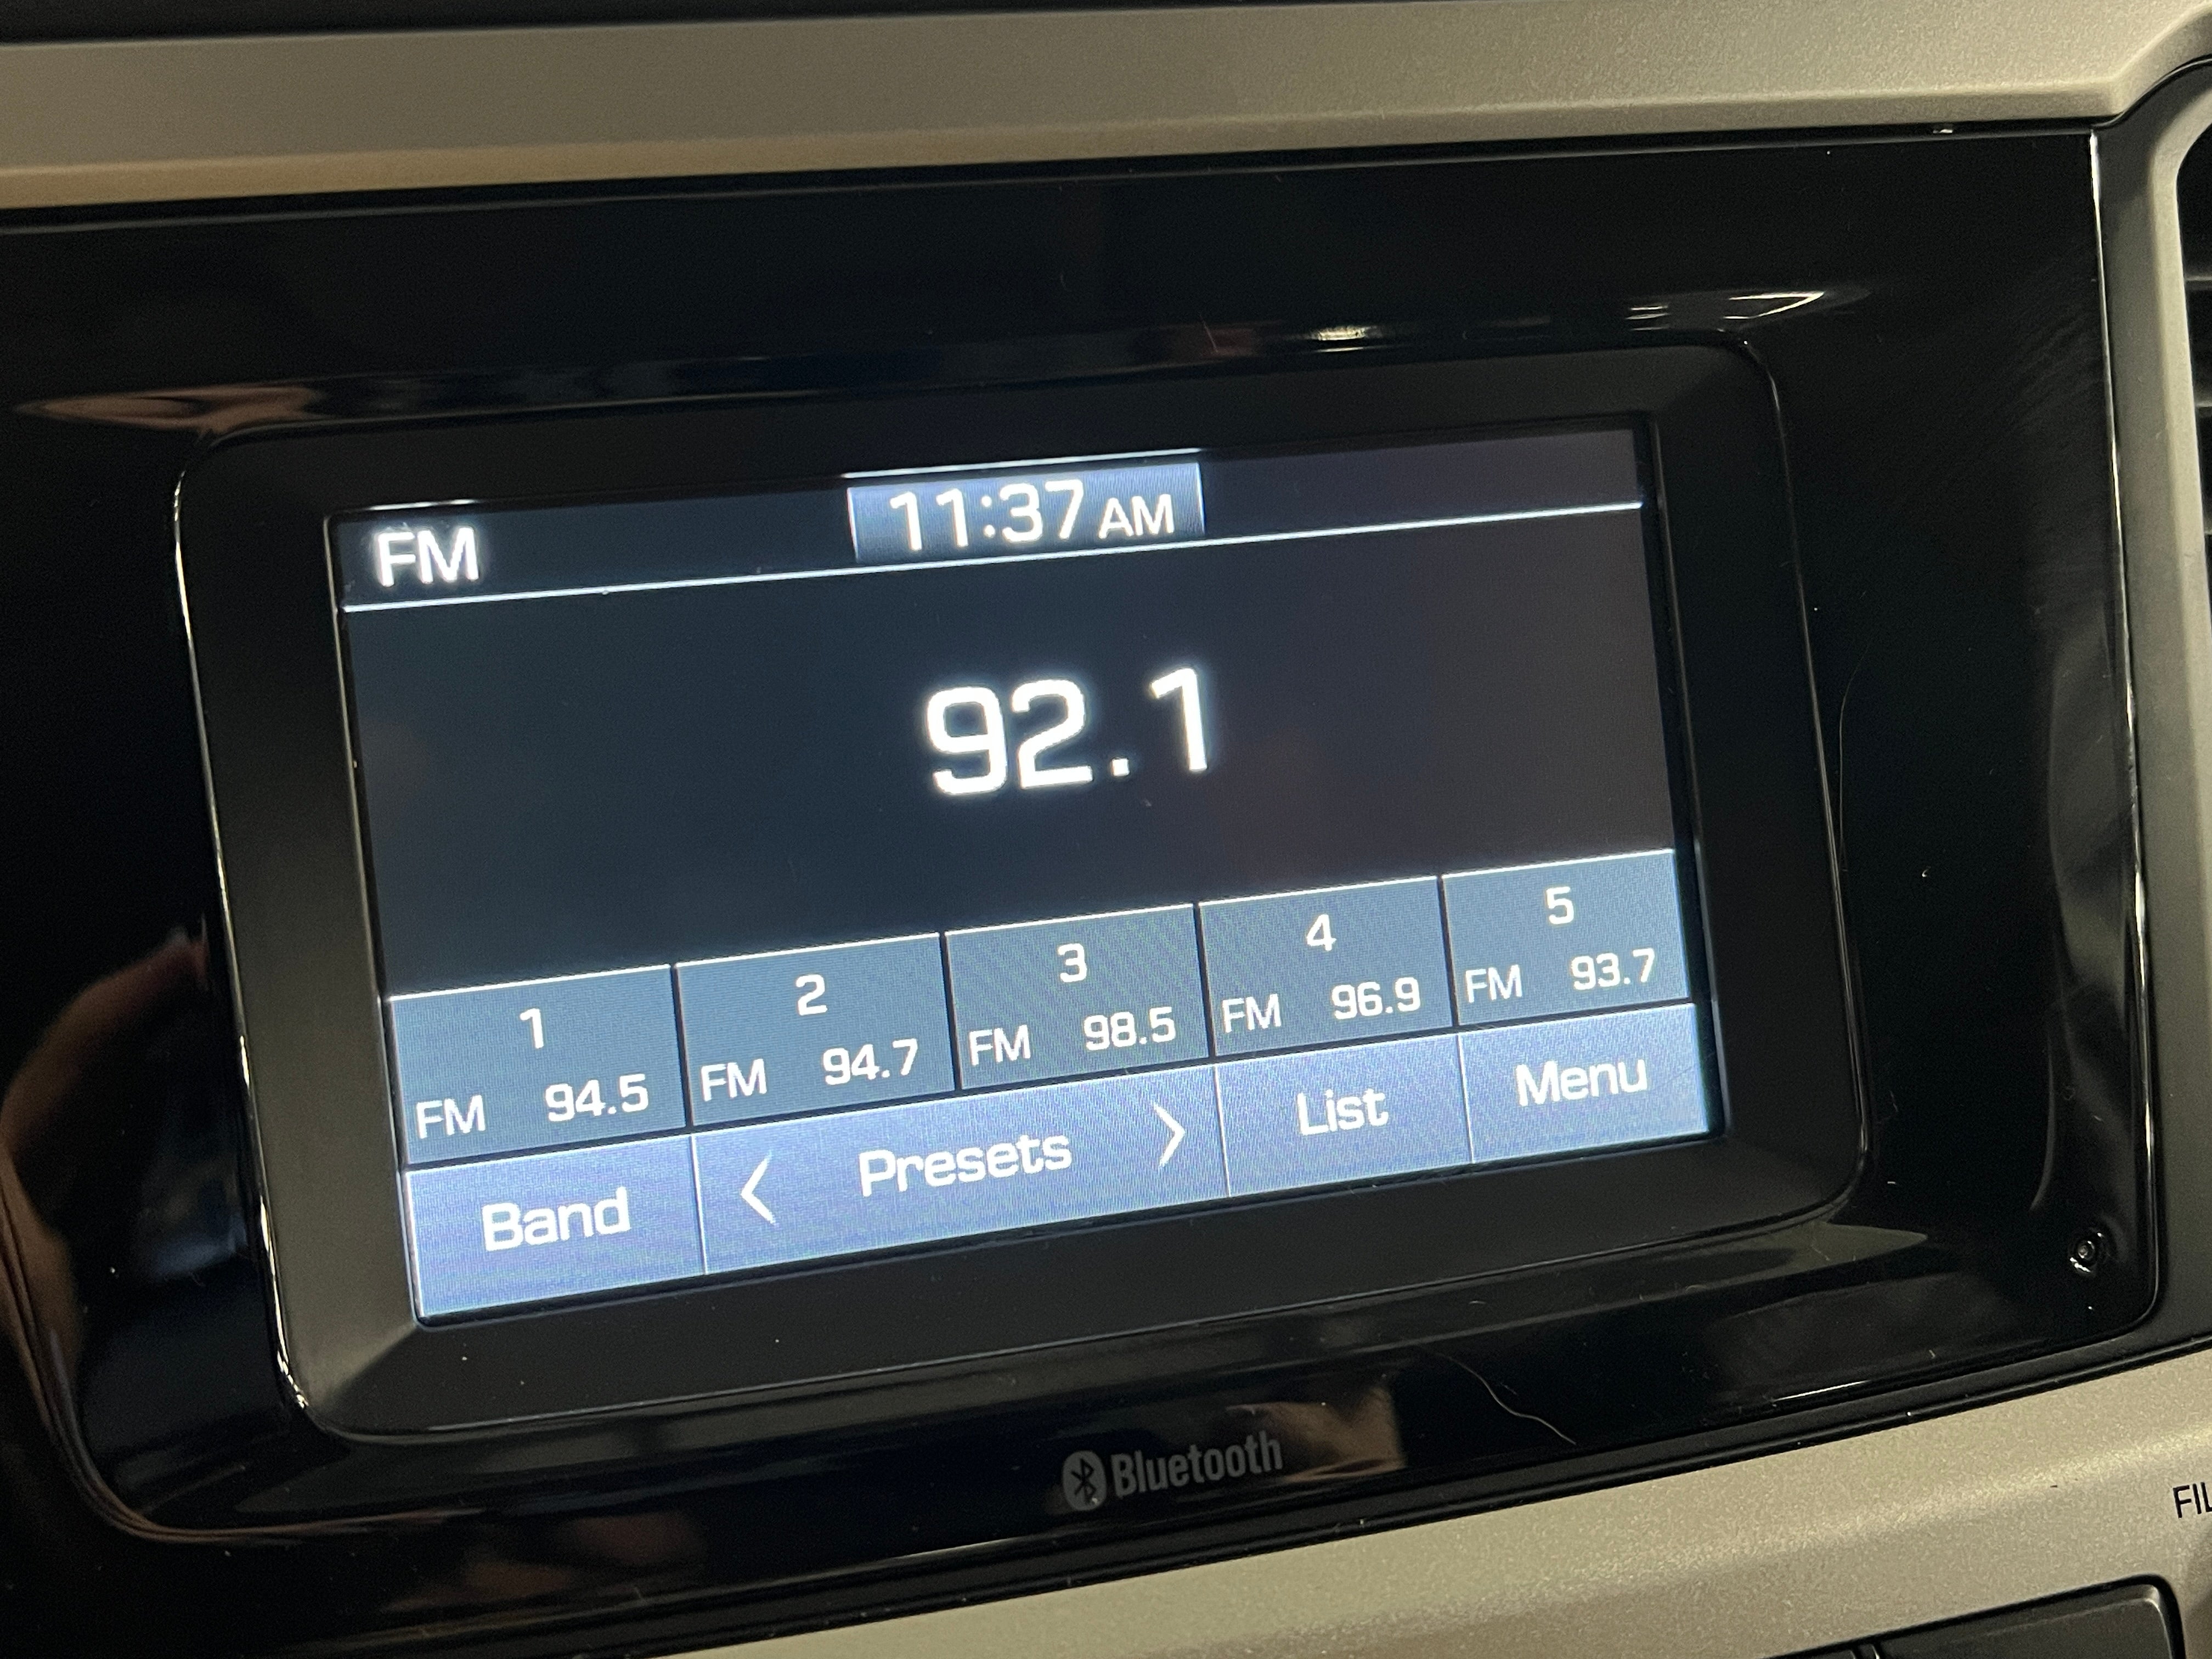 FM 11:37 AM
92.1
1 2 3 4 5
FM 94.5 FM 94.7 FM 98.5 FM 96.9 FM 93.7
Band < Presets > List Menu
Bluetooth